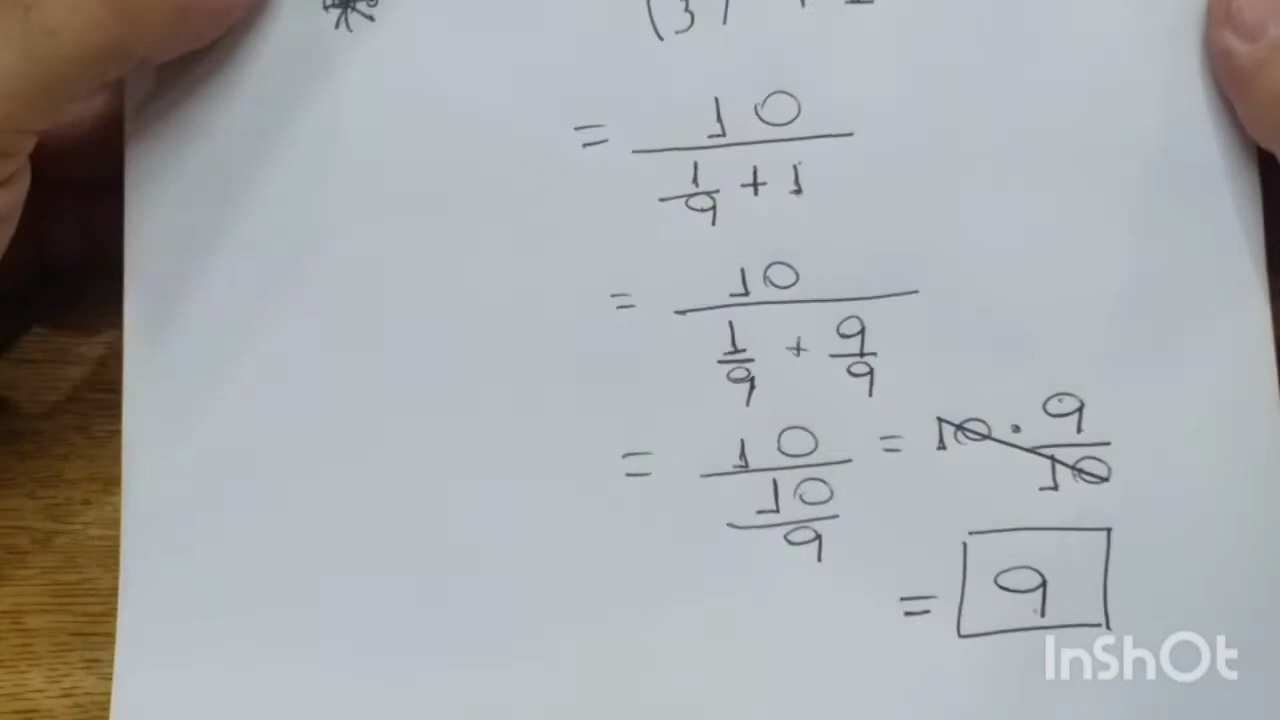 = 10 / (1/9 + 1)
= 10 / (1/9 + 9/9)
= 10 / (10/9) = 10 · 9/10
= 9
InShOt